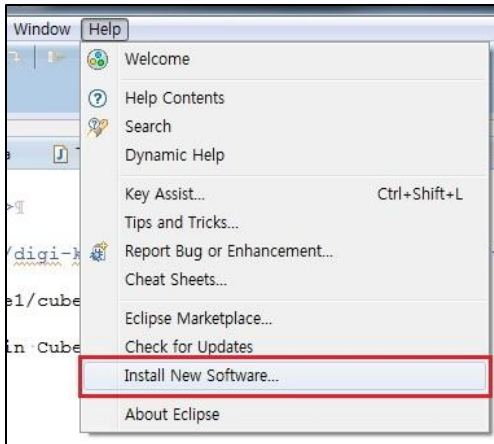 Window Help
Welcome
Help Contents
Search
Dynamic Help
Key Assist... Ctrl+Shift+L
Tips and Tricks...
Report Bug or Enhancement...
Cheat Sheets...
Eclipse Marketplace...
Check for Updates
Install New Software...
About Eclipse
>¶
/digi-
e1/cube
in Cube